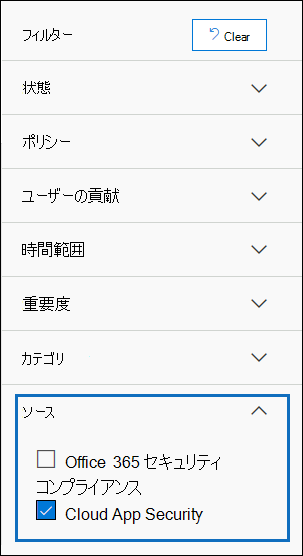 フィルター
Clear
状態
ポリシー
ユーザーの貢献
時間範囲
重要度
カテゴリ
ソース
Office 365 セキュリティ
コンプライアンス
Cloud App Security